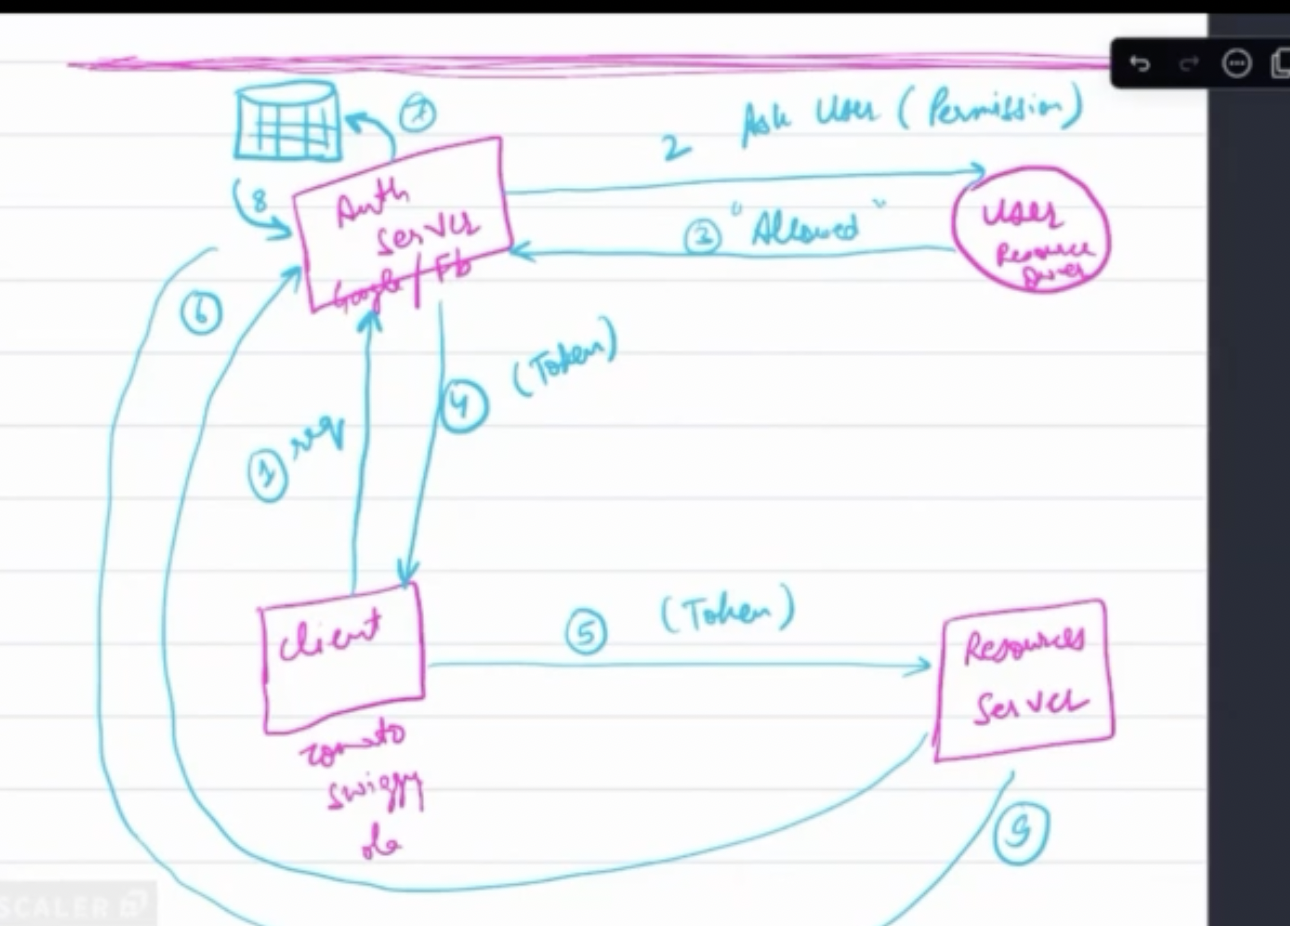 7
2 Ask User (Permission)
8
Auth
Server
Google / Fb
User
Resource
Owner
3 "Allowed"
6
4 (Token)
1 req
5 (Token)
Client
Zomato
Swiggy
ola
Resources
Server
9
SCALER